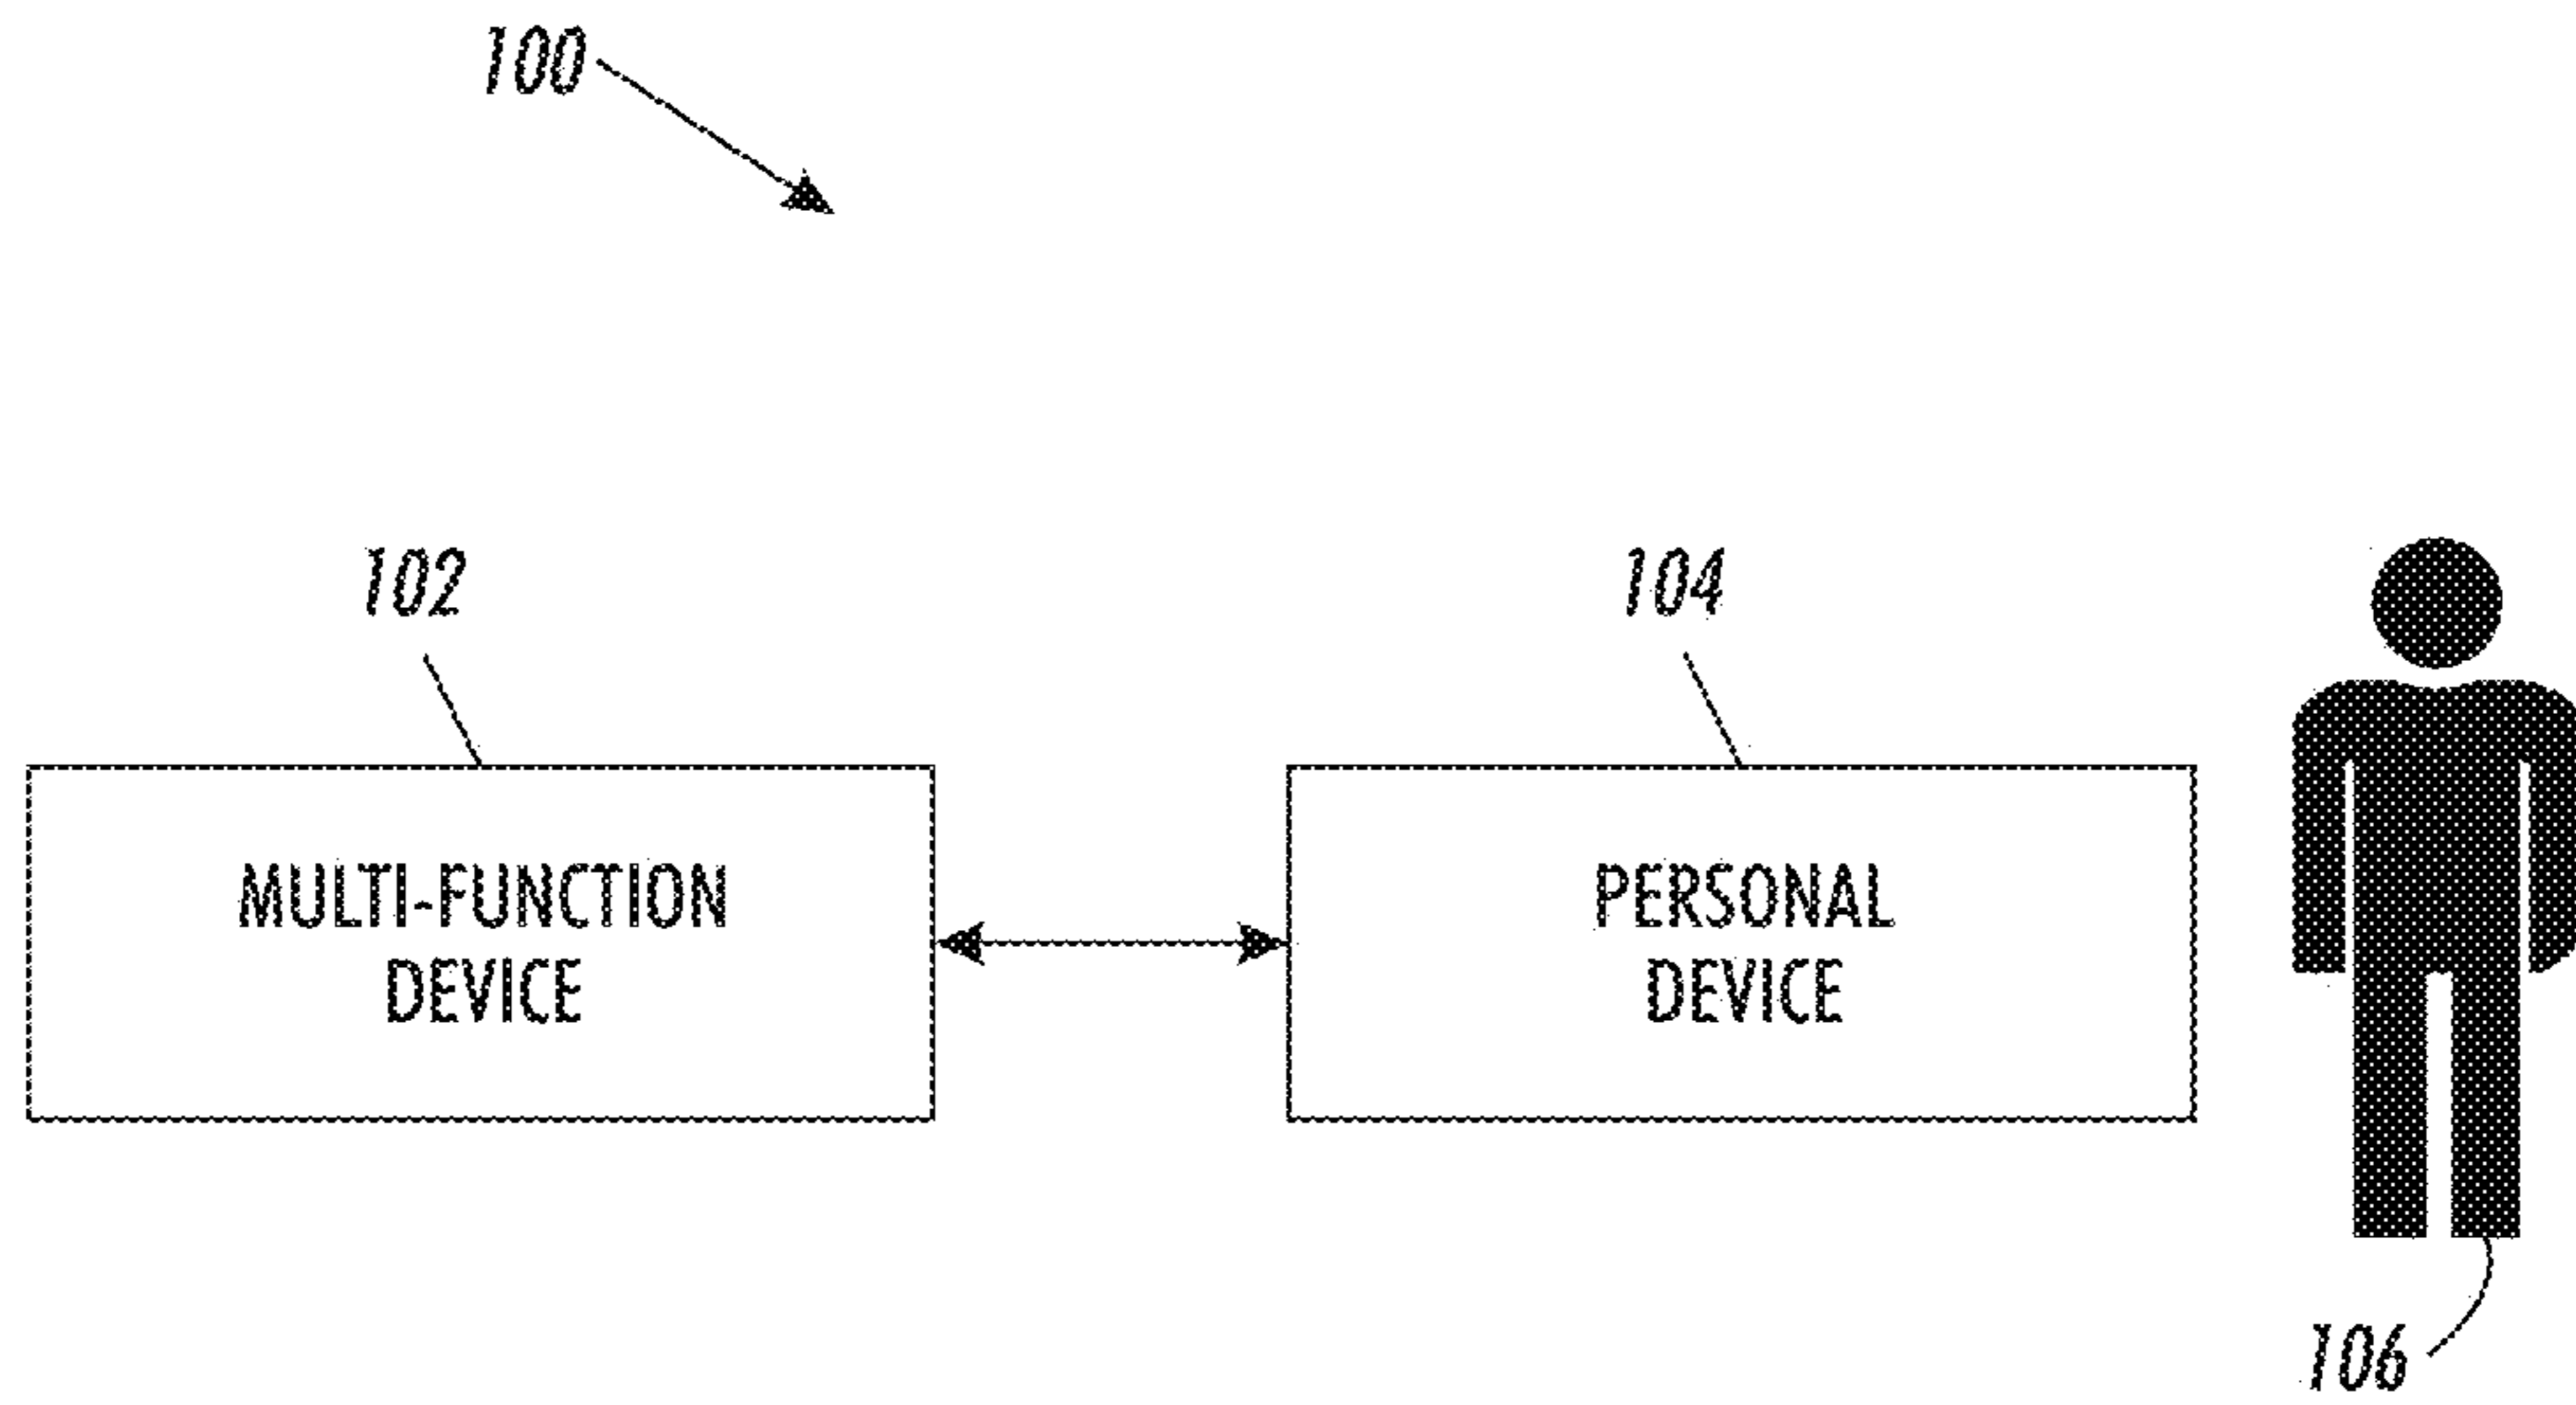 100
102
104
MULTI-FUNCTION
DEVICE
PERSONAL
DEVICE
106